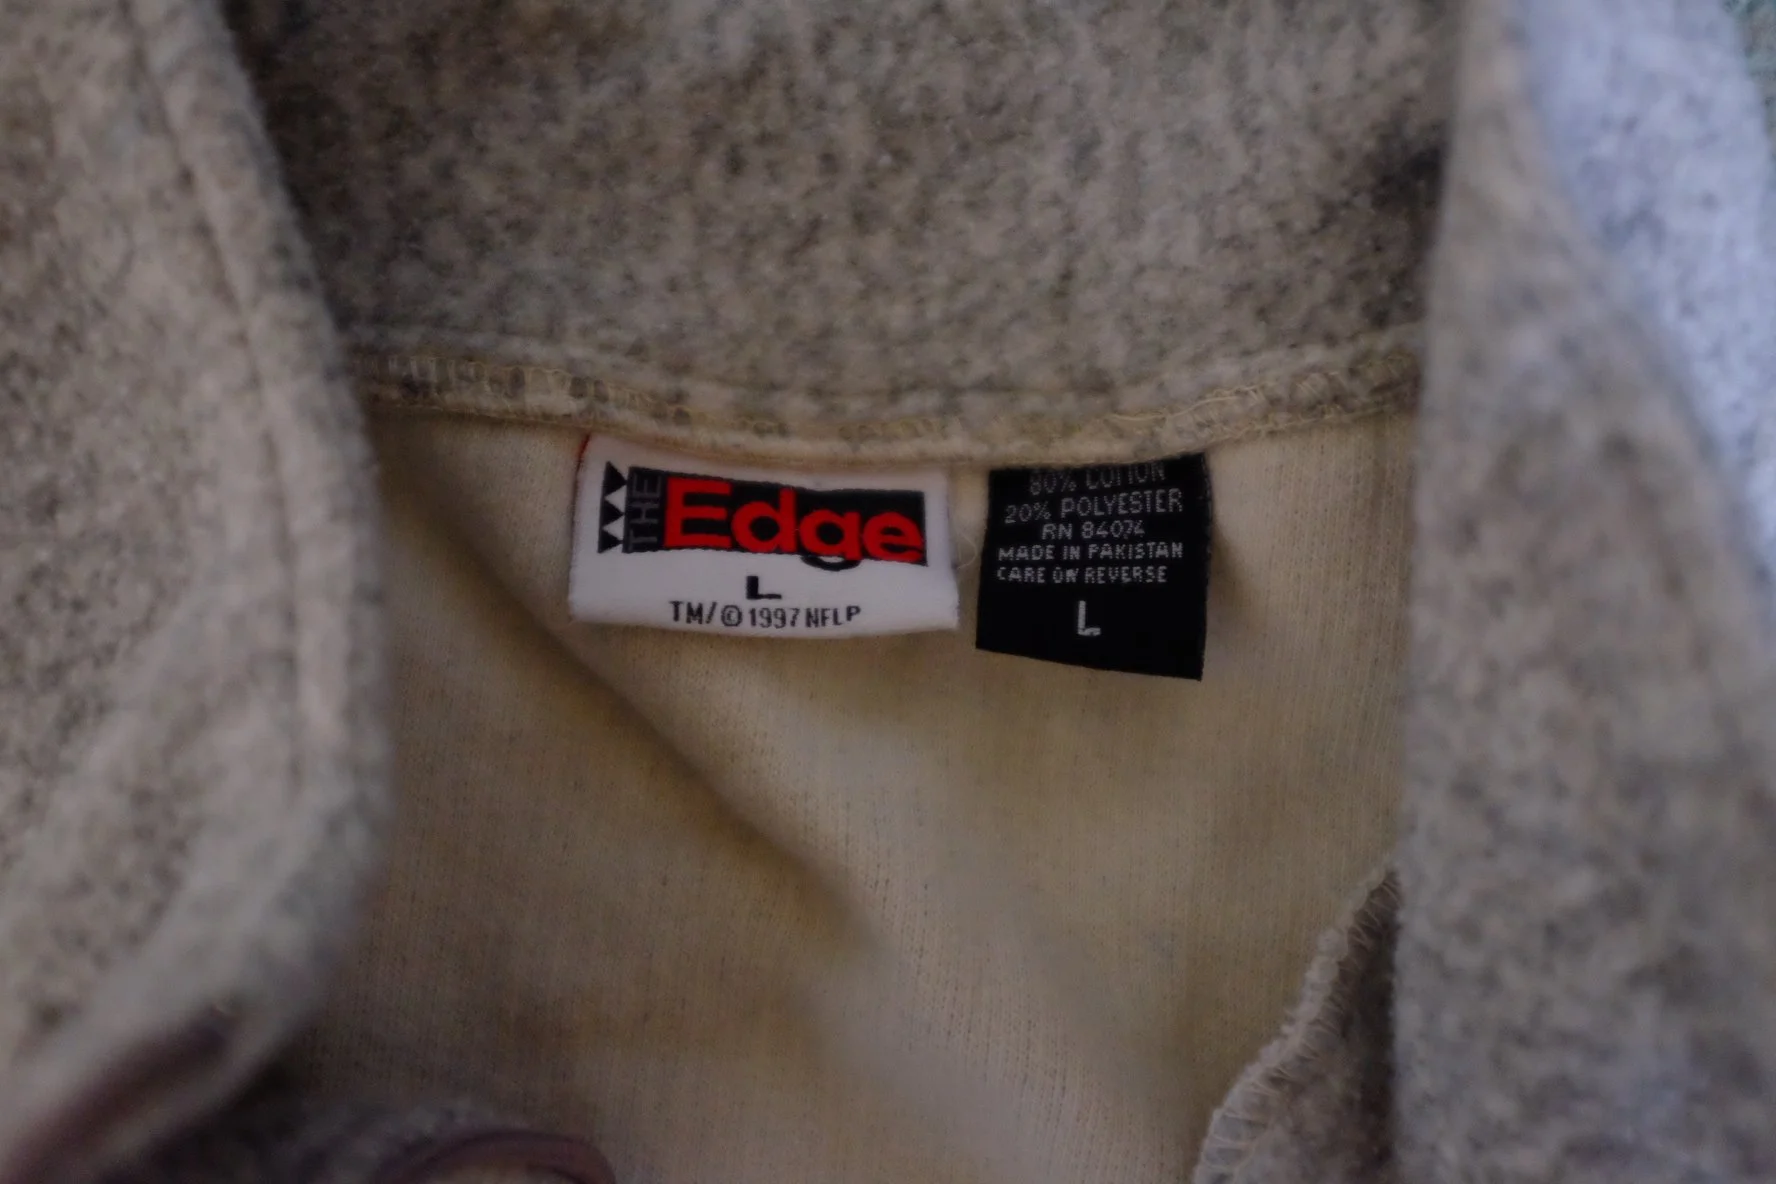 THE Edge
L
TM/© 1997 NFLP
80% COTTON
20% POLYESTER
RN 84074
MADE IN PAKISTAN
CARE ON REVERSE
L